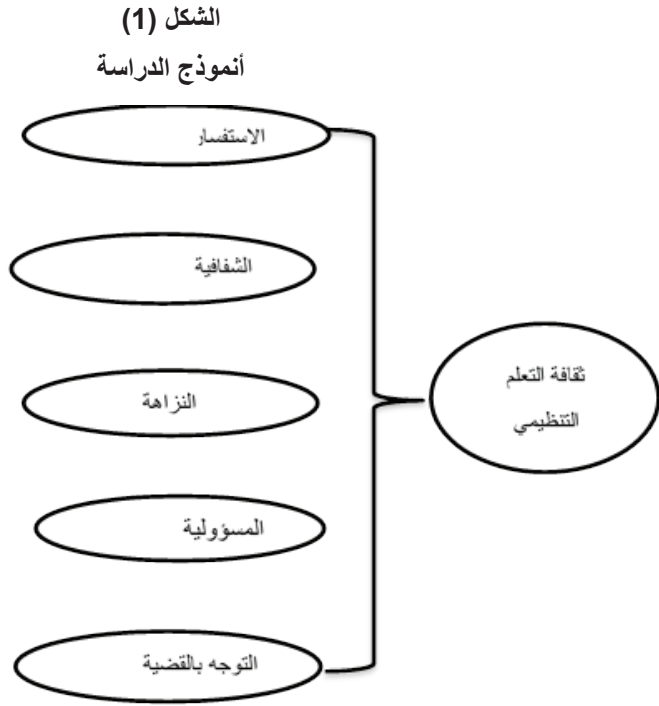 الشكل (1)
أنموذج الدراسة
الاستفسار
الشفافية
النزاهة
المسؤولية
التوجه بالقضية
ثقافة التعلم
التنظيمي